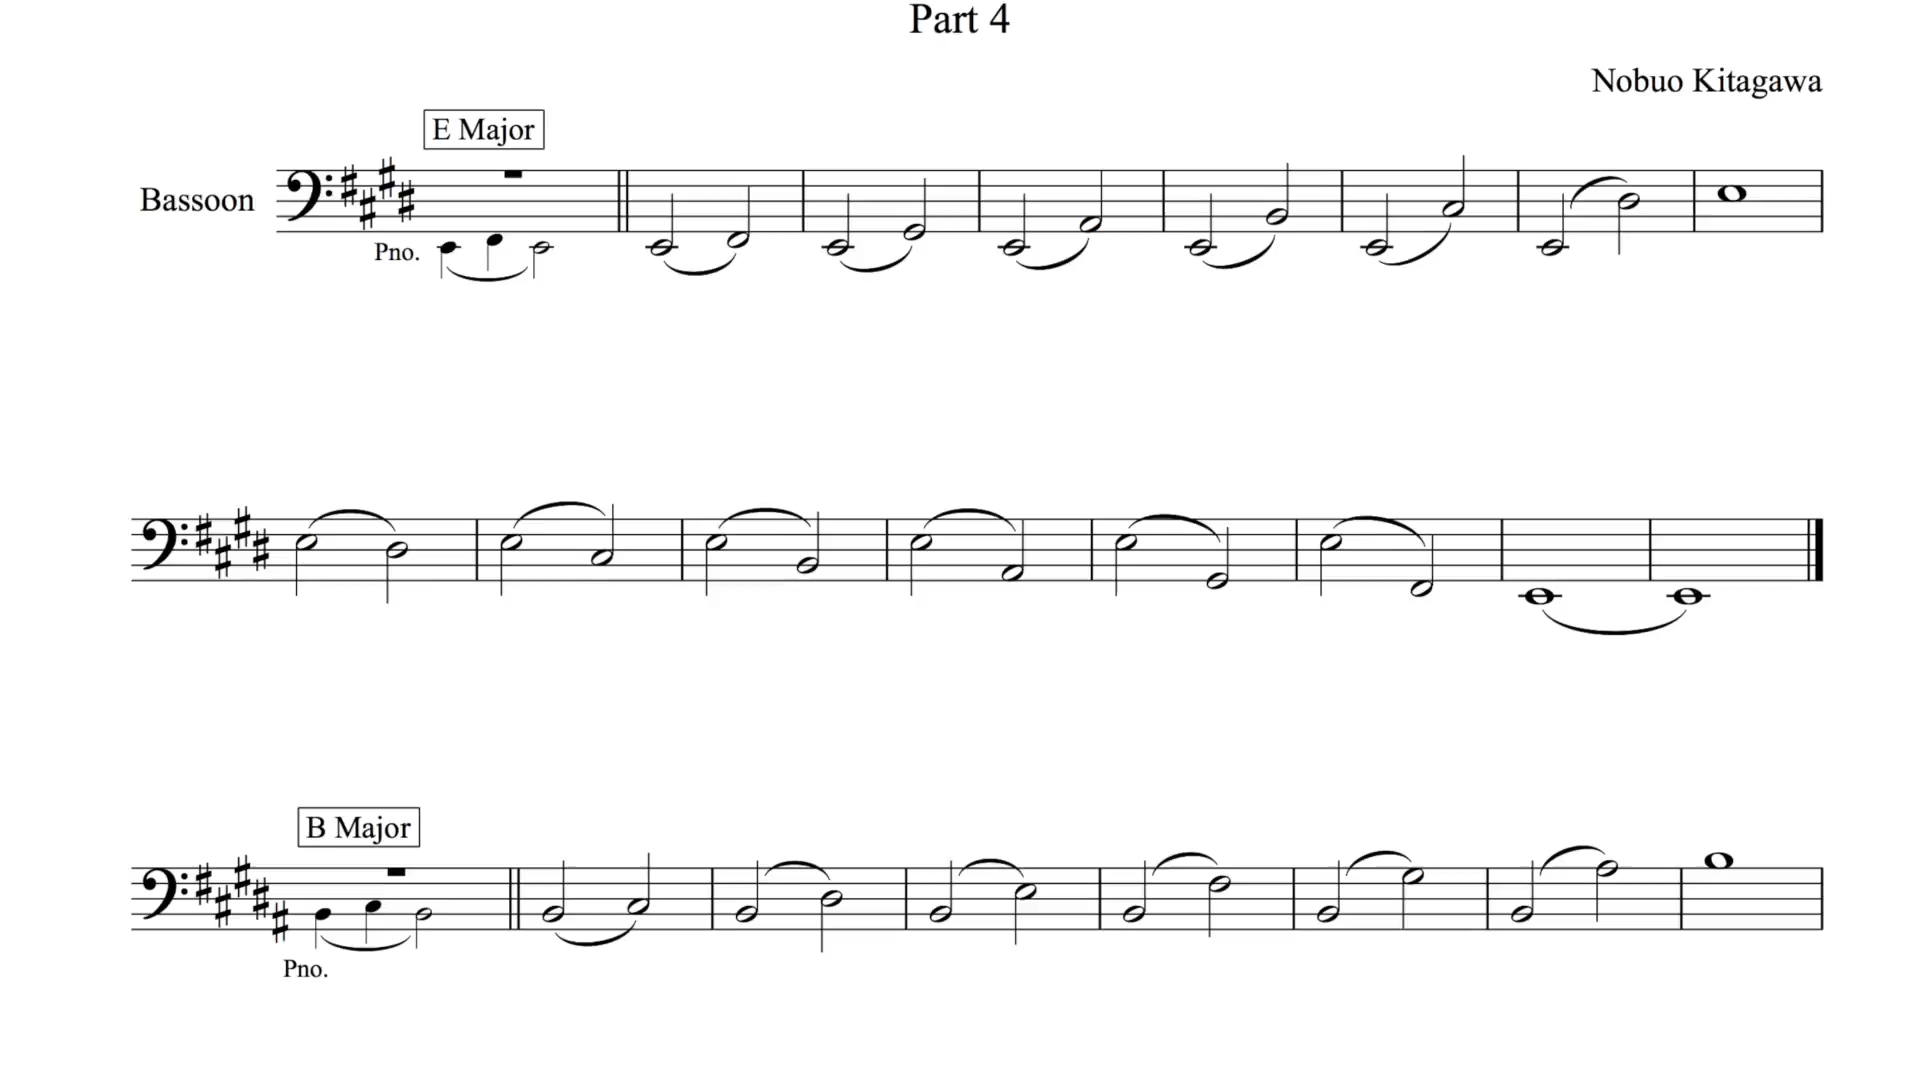 Part 4
Nobuo Kitagawa
E Major
Bassoon
Pno.
B Major
Pno.